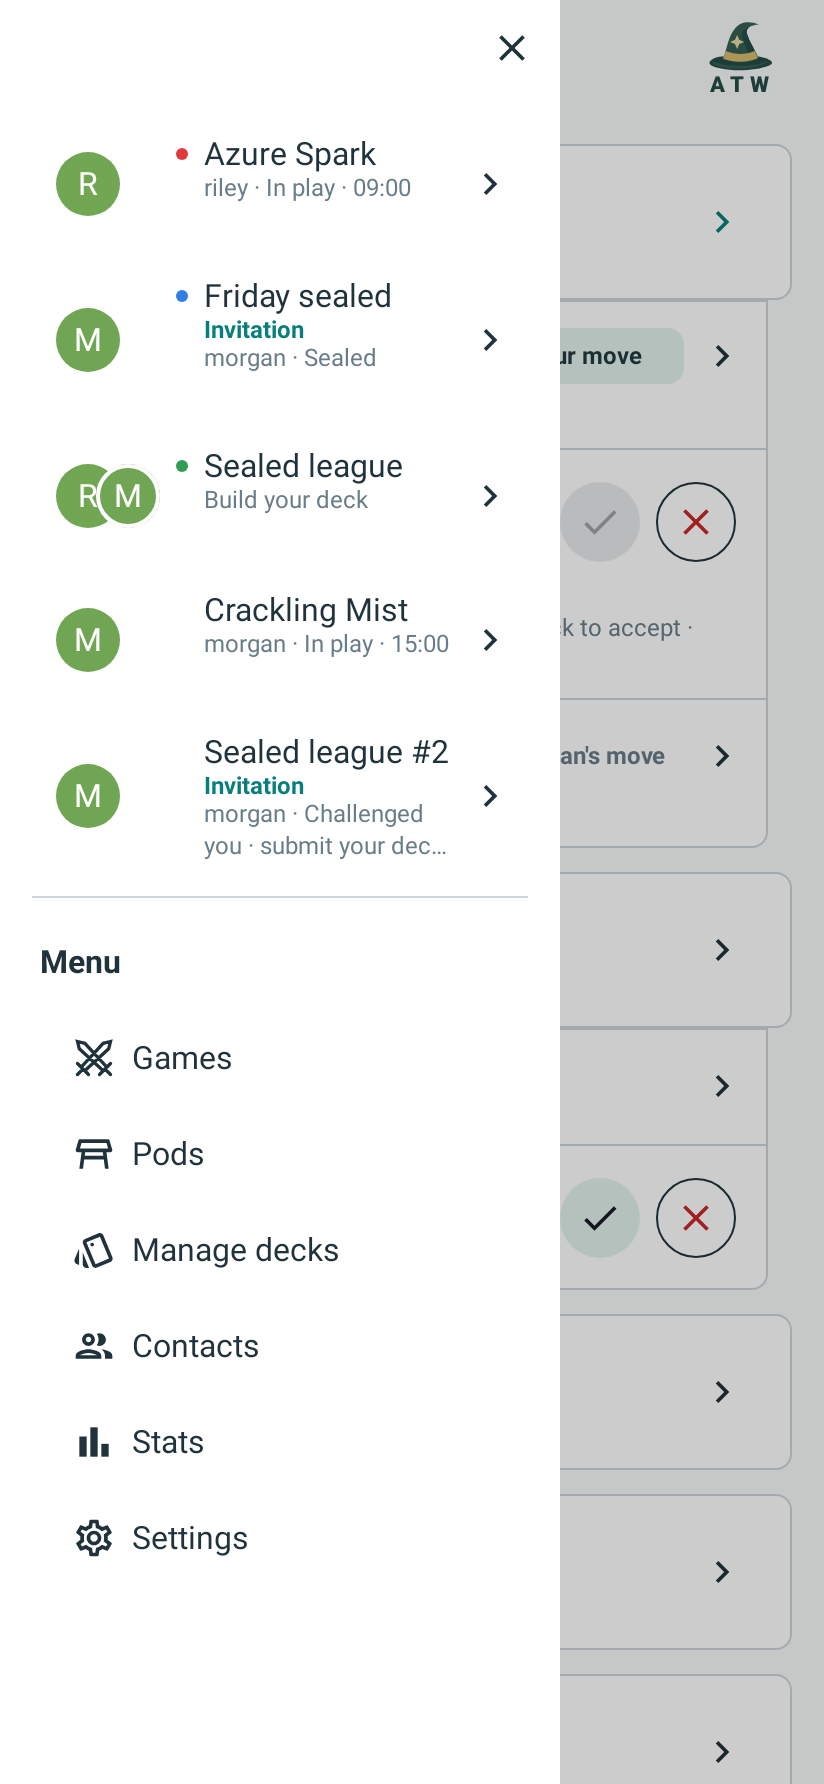 ATW
R
Azure Spark
riley · In play · 09:00
M
Friday sealed
Invitation
morgan · Sealed
R
M
Sealed league
Build your deck
M
Crackling Mist
morgan · In play · 15:00
M
Sealed league #2
Invitation
morgan · Challenged
you · submit your dec…
Menu
Games
Pods
Manage decks
Contacts
Stats
Settings
move
to accept ·
move